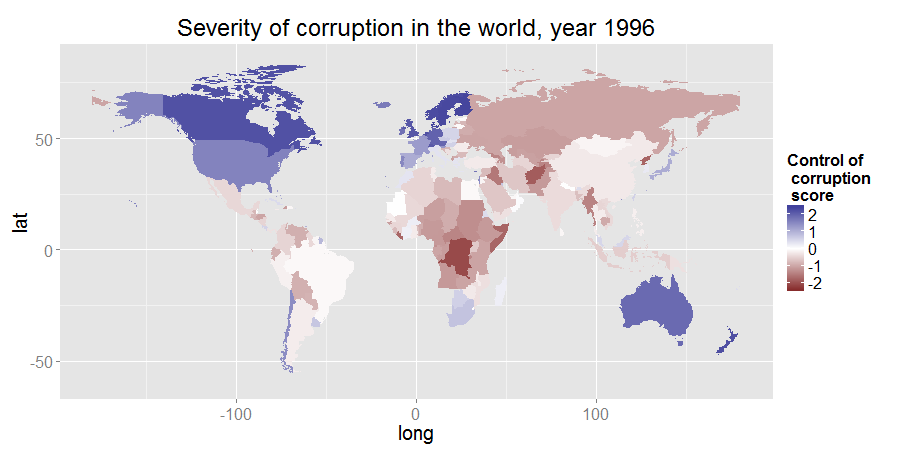 Severity of corruption in the world, year 1996
lat
50
0
-50
-100
0
100
long
Control of
corruption
score
2
1
0
-1
-2